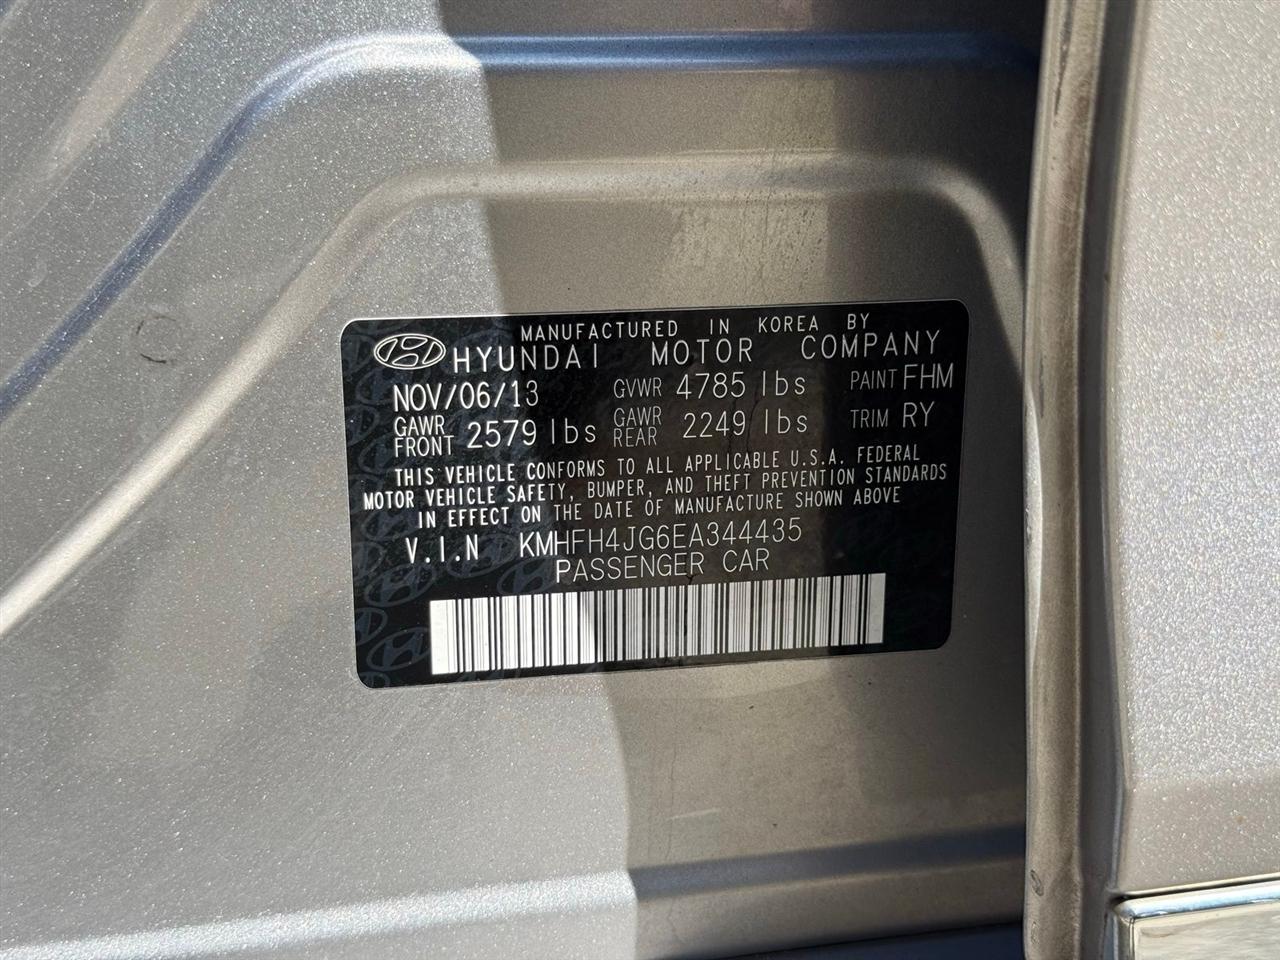 MANUFACTURED IN KOREA BY
HYUNDAI MOTOR COMPANY
NOV/06/13 GVWR 4785 lbs PAINT FHM
GAWR FRONT 2579 lbs GAWR REAR 2249 lbs TRIM RY
THIS VEHICLE CONFORMS TO ALL APPLICABLE U.S.A. FEDERAL
MOTOR VEHICLE SAFETY, BUMPER, AND THEFT PREVENTION STANDARDS
IN EFFECT ON THE DATE OF MANUFACTURE SHOWN ABOVE
V.I.N KMHFH4JG6EA344435
PASSENGER CAR